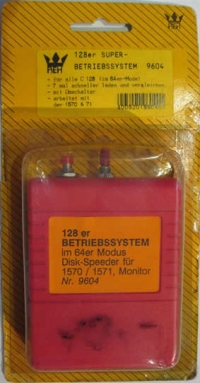 REX
128er SUPER-
BETRIEBSSYSTEM 9604
- für alle C 128 (im 64er-Modus)
- 7 mal schneller laden und
- mit Umschalter
- arbeitet mit
der 1570 & 71
128 er
BETRIEBSSYSTEM
im 64er Modus
Disk-Speeder für
1570 / 1571, Monitor
Nr. 9604